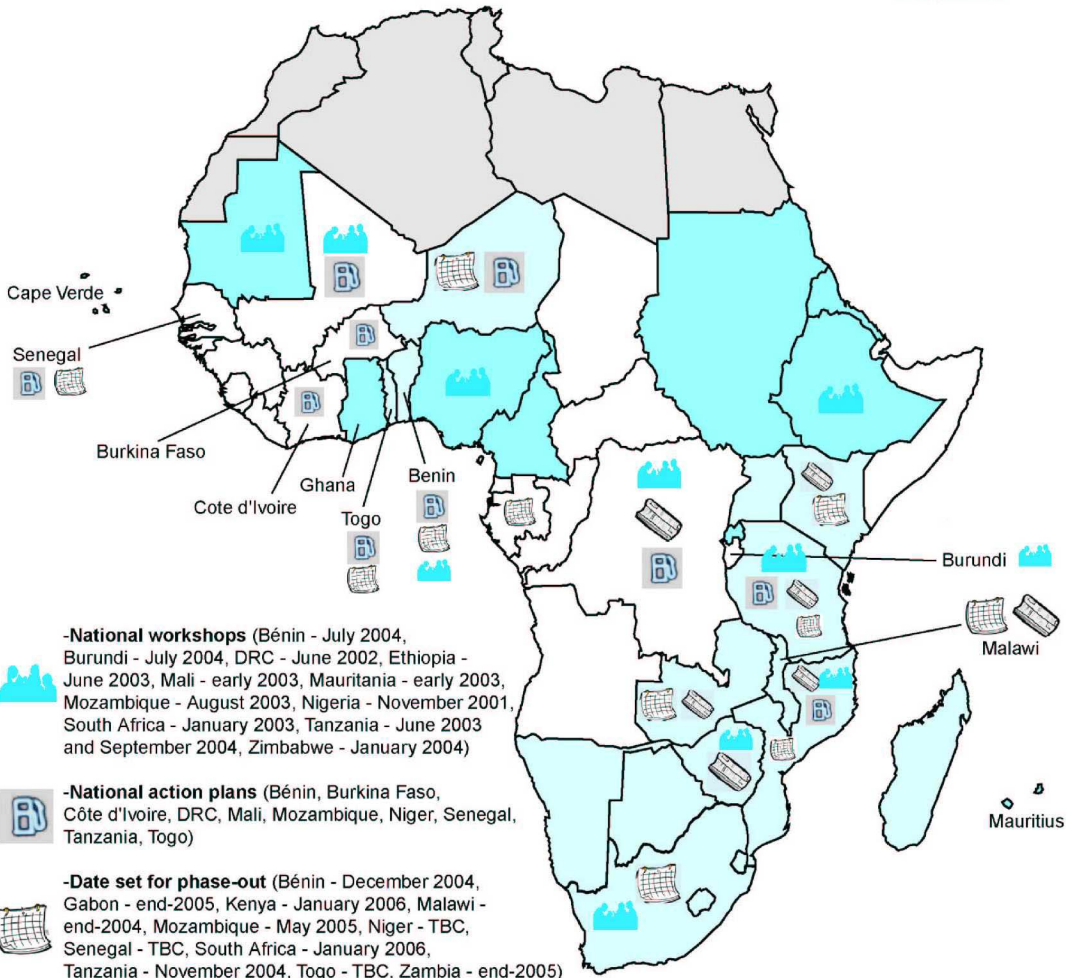 Cape Verde
Senegal
Burkina Faso
Cote d'Ivoire
Ghana
Togo
Benin
Burundi
Malawi
Mauritius
-National workshops (Bénin - July 2004,
Burundi - July 2004, DRC - June 2002, Ethiopia -
June 2003, Mali - early 2003, Mauritania - early 2003,
Mozambique - August 2003, Nigeria - November 2001,
South Africa - January 2003, Tanzania - June 2003
and September 2004, Zimbabwe - January 2004)
-National action plans (Bénin, Burkina Faso,
Côte d'Ivoire, DRC, Mali, Mozambique, Niger, Senegal,
Tanzania, Togo)
-Date set for phase-out (Bénin - December 2004,
Gabon - end-2005, Kenya - January 2006, Malawi -
end-2004, Mozambique - May 2005, Niger - TBC,
Senegal - TBC, South Africa - January 2006,
Tanzania - November 2004, Togo - TBC, Zambia - end-2005)